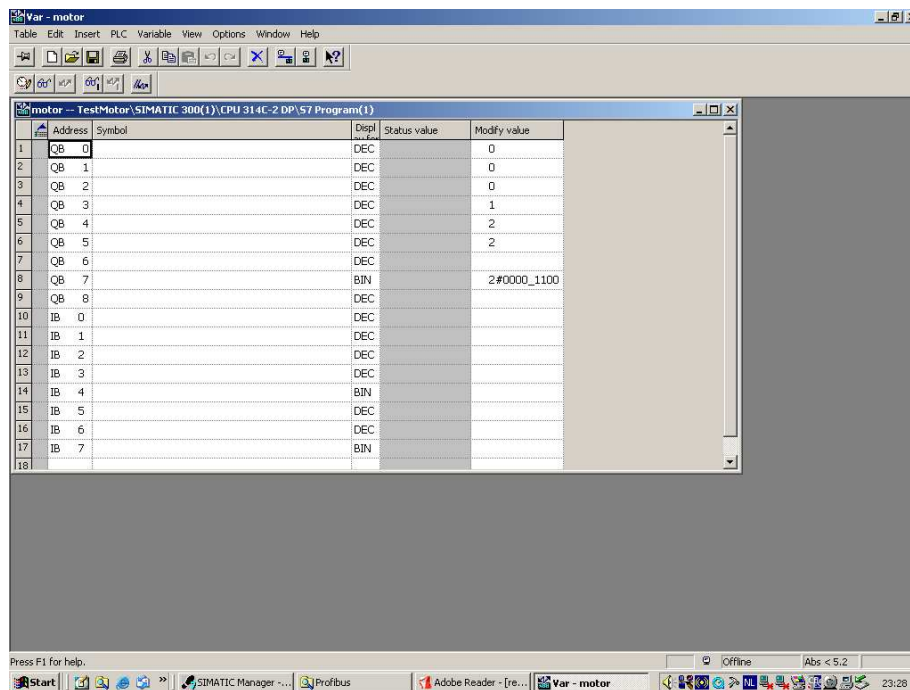 Var - motor
Table Edit Insert PLC Variable View Options Window Help
motor -- TestMotor\SIMATIC 300(1)\CPU 314C-2 DP\S7 Program(1)
Address Symbol Displ Status value Modify value
1 QB 0 DEC 0
2 QB 1 DEC 0
3 QB 2 DEC 0
4 QB 3 DEC 1
5 QB 4 DEC 2
6 QB 5 DEC 2
7 QB 6 DEC
8 QB 7 BIN 2#0000_1100
9 QB 8 DEC
10 IB 0 DEC
11 IB 1 DEC
12 IB 2 DEC
13 IB 3 DEC
14 IB 4 BIN
15 IB 5 DEC
16 IB 6 DEC
17 IB 7 BIN
18
Press F1 for help. Offline Abs < 5.2
Start » SIMATIC Manager -... Profibus Adobe Reader - [re... Var - motor NL 23:28